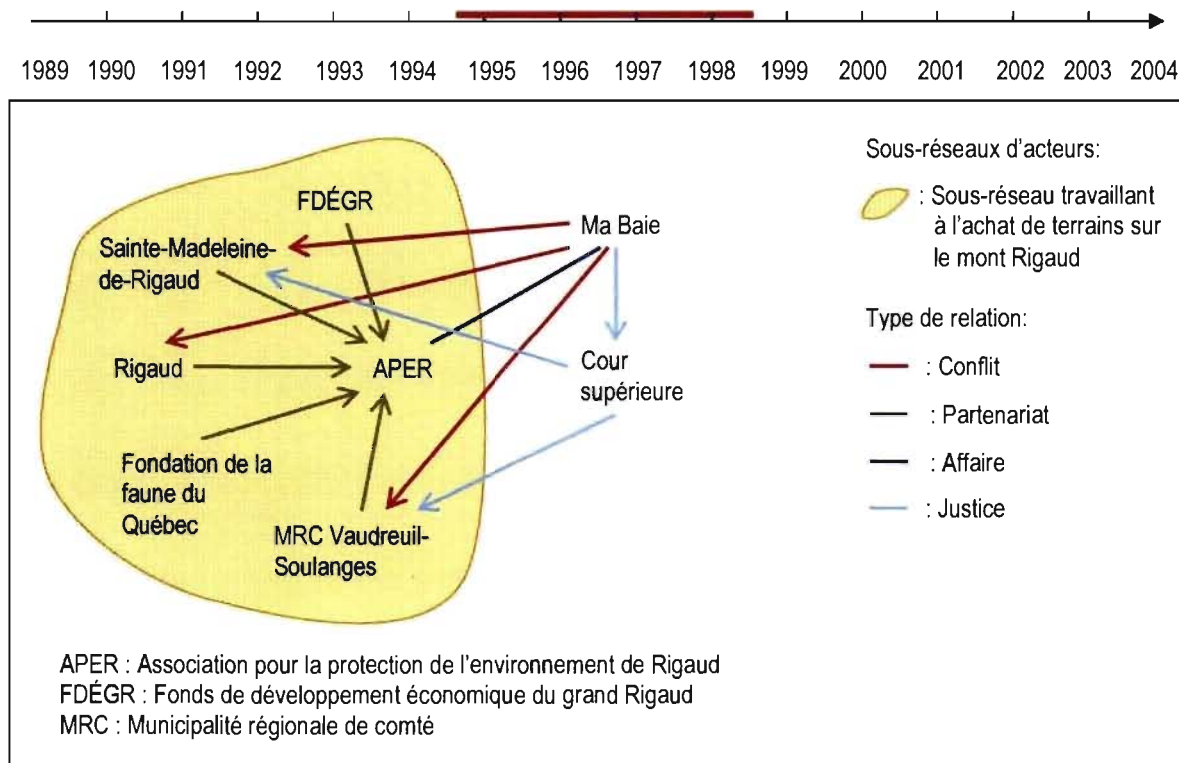 1989 1990 1991 1992 1993 1994 1995 1996 1997 1998 1999 2000 2001 2002 2003 2004
FDÉGR
Sainte-Madeleine-
de-Rigaud
Rigaud
APER
Fondation de la
faune du
Québec
MRC Vaudreuil-
Soulanges
Ma Baie
Cour
supérieure
Sous-réseaux d'acteurs:
: Sous-réseau travaillant
à l'achat de terrains sur
le mont Rigaud
Type de relation:
: Conflit
: Partenariat
: Affaire
: Justice
APER : Association pour la protection de l'environnement de Rigaud
FDÉGR : Fonds de développement économique du grand Rigaud
MRC : Municipalité régionale de comté